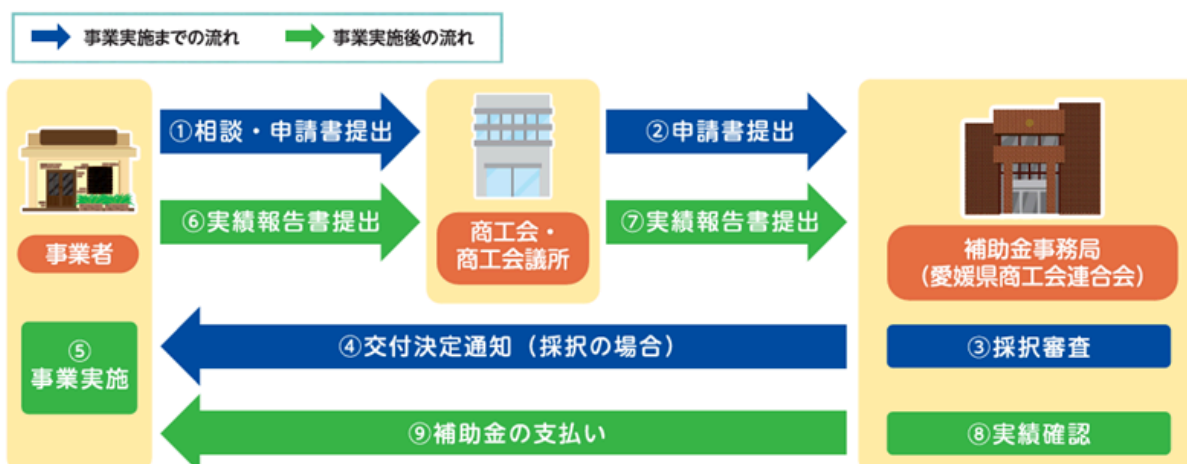 事業実施までの流れ
事業実施後の流れ
①相談・申請書提出
②申請書提出
⑥実績報告書提出
⑦実績報告書提出
事業者
商工会・
商工会議所
補助金事務局
（愛媛県商工会連合会）
④交付決定通知（採択の場合）
③採択審査
⑤
事業実施
⑨補助金の支払い
⑧実績確認